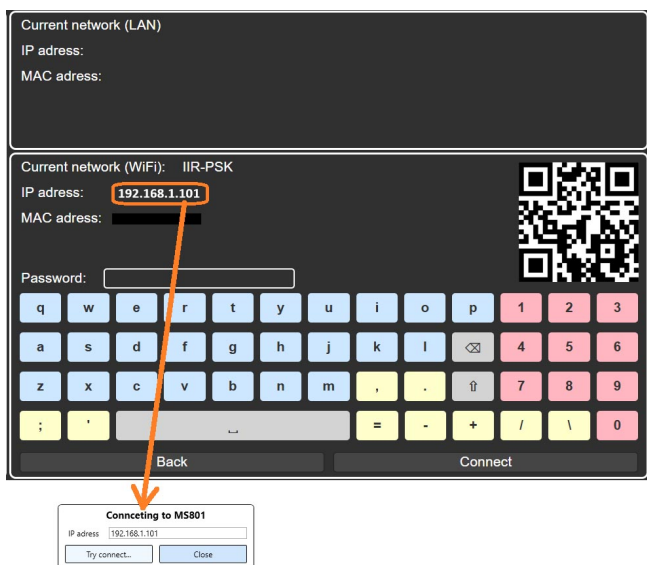 Current network (LAN)
IP adress:
MAC adress:
Current network (WiFi): IIR-PSK
IP adress: 192.168.1.101
MAC adress:
Password:
q w e r t y u i o p 1 2 3
a s d f g h j k l ⌫ 4 5 6
z x c v b n m , . ⇧ 7 8 9
; ' ⎵ = - + / \ 0
Back Connect
Connceting to MS801
IP adress 192.168.1.101
Try connect... Close